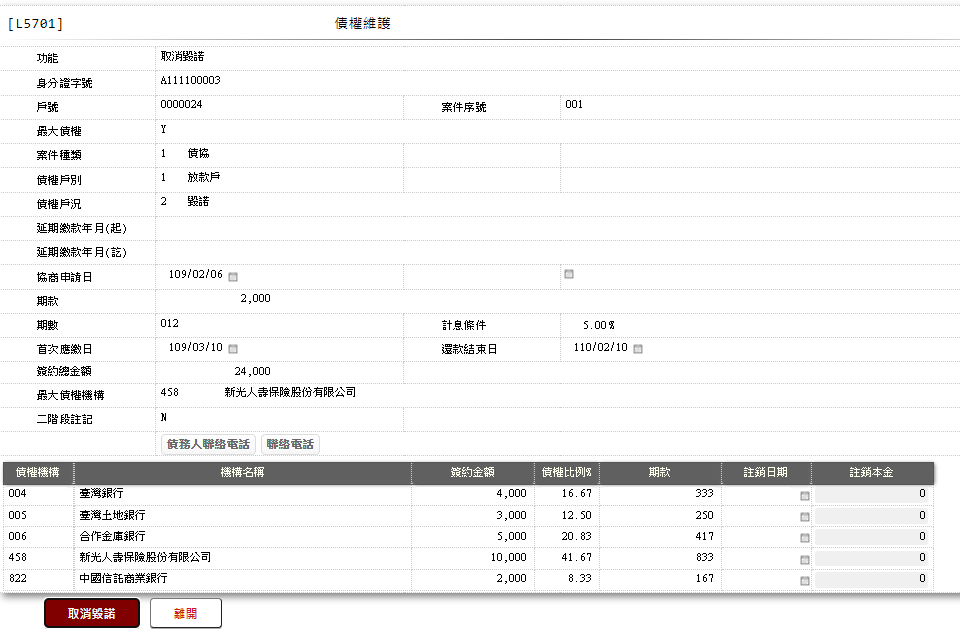 [L5701] 債權維護
功能 取消毀諾
身分證字號 A111100003
戶號 0000024 案件序號 001
最大債權 Y
案件種類 1 債協
債權戶別 1 放款戶
債權戶況 2 毀諾
延期繳款年月(起)
延期繳款年月(訖)
協商申請日 109/02/06
期款 2,000
期數 012 計息條件 5.00%
首次應繳日 109/03/10 還款結束日 110/02/10
簽約總金額 24,000
最大債權機構 458 新光人壽保險股份有限公司
二階段註記 N
債務人聯絡電話 聯絡電話
債權機構 機構名稱 簽約金額 債權比例% 期款 註銷日期 註銷本金
004 臺灣銀行 4,000 16.67 333 0
005 臺灣土地銀行 3,000 12.50 250 0
006 合作金庫銀行 5,000 20.83 417 0
458 新光人壽保險股份有限公司 10,000 41.67 833 0
822 中國信託商業銀行 2,000 8.33 167 0
取消毀諾 離開